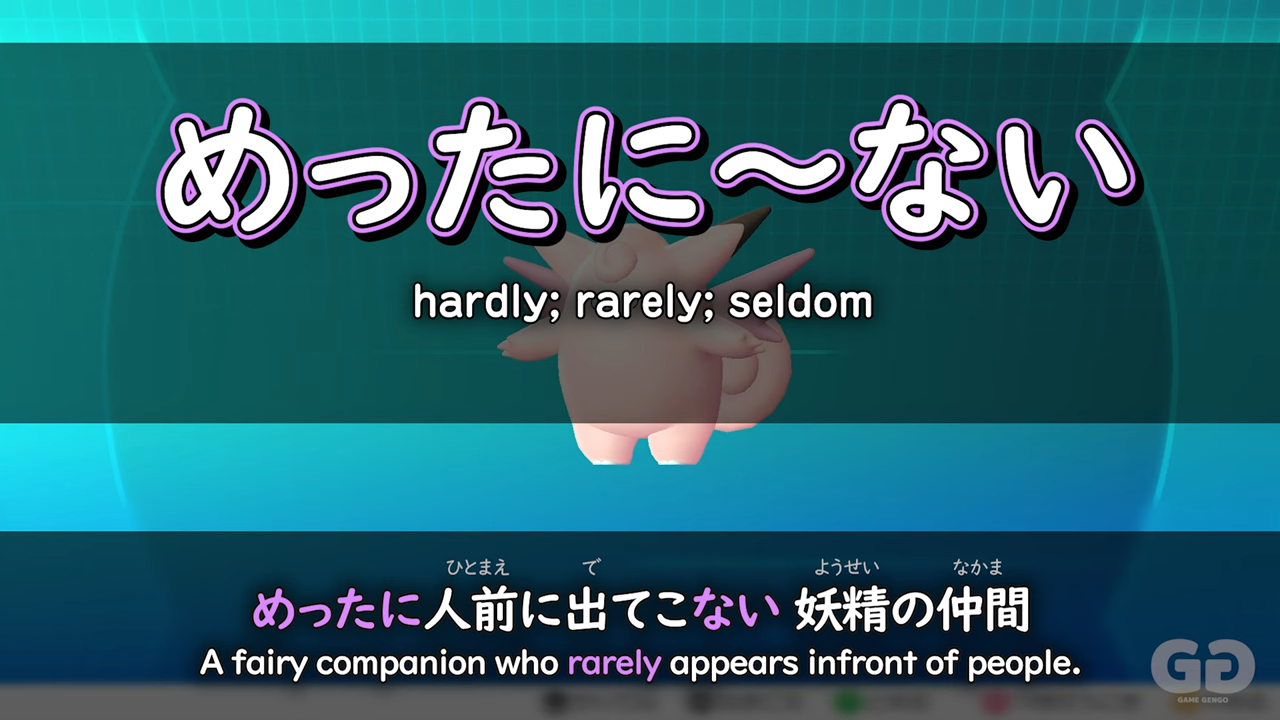 めったに～ない
hardly; rarely; seldom
ひとまえ で ようせい なかま
めったに人前に出てこない 妖精の仲間
A fairy companion who rarely appears infront of people.
GG
GAME GENGO